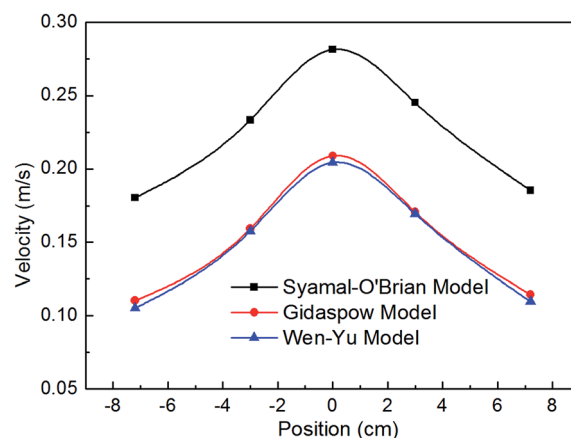 0.30
0.25
0.20
0.15
0.10
0.05
Velocity (m/s)
Syamal-O'Brian Model
Gidaspow Model
Wen-Yu Model
-8 -6 -4 -2 0 2 4 6 8
Position (cm)